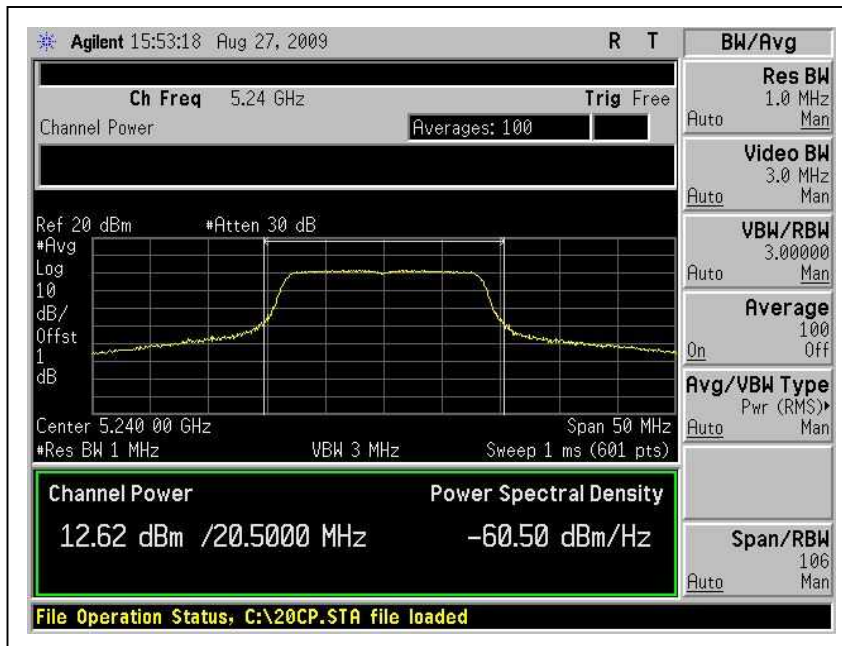 Agilent 15:53:18 Aug 27, 2009 R T
BW/Avg
Ch Freq 5.24 GHz Trig Free
Channel Power Averages: 100
Res BW
1.0 MHz
Auto Man
Video BW
3.0 MHz
Auto Man
VBW/RBW
3.00000
Auto Man
Average
100
On Off
Avg/VBW Type
Pwr (RMS)
Auto Man
Span/RBW
106
Auto Man
Ref 20 dBm #Atten 30 dB
#Avg
Log
10
dB/
Offst
1
dB
Center 5.240 00 GHz Span 50 MHz
#Res BW 1 MHz VBW 3 MHz Sweep 1 ms (601 pts)
Channel Power Power Spectral Density
12.62 dBm /20.5000 MHz -60.50 dBm/Hz
File Operation Status, C:\20CP.STA file loaded